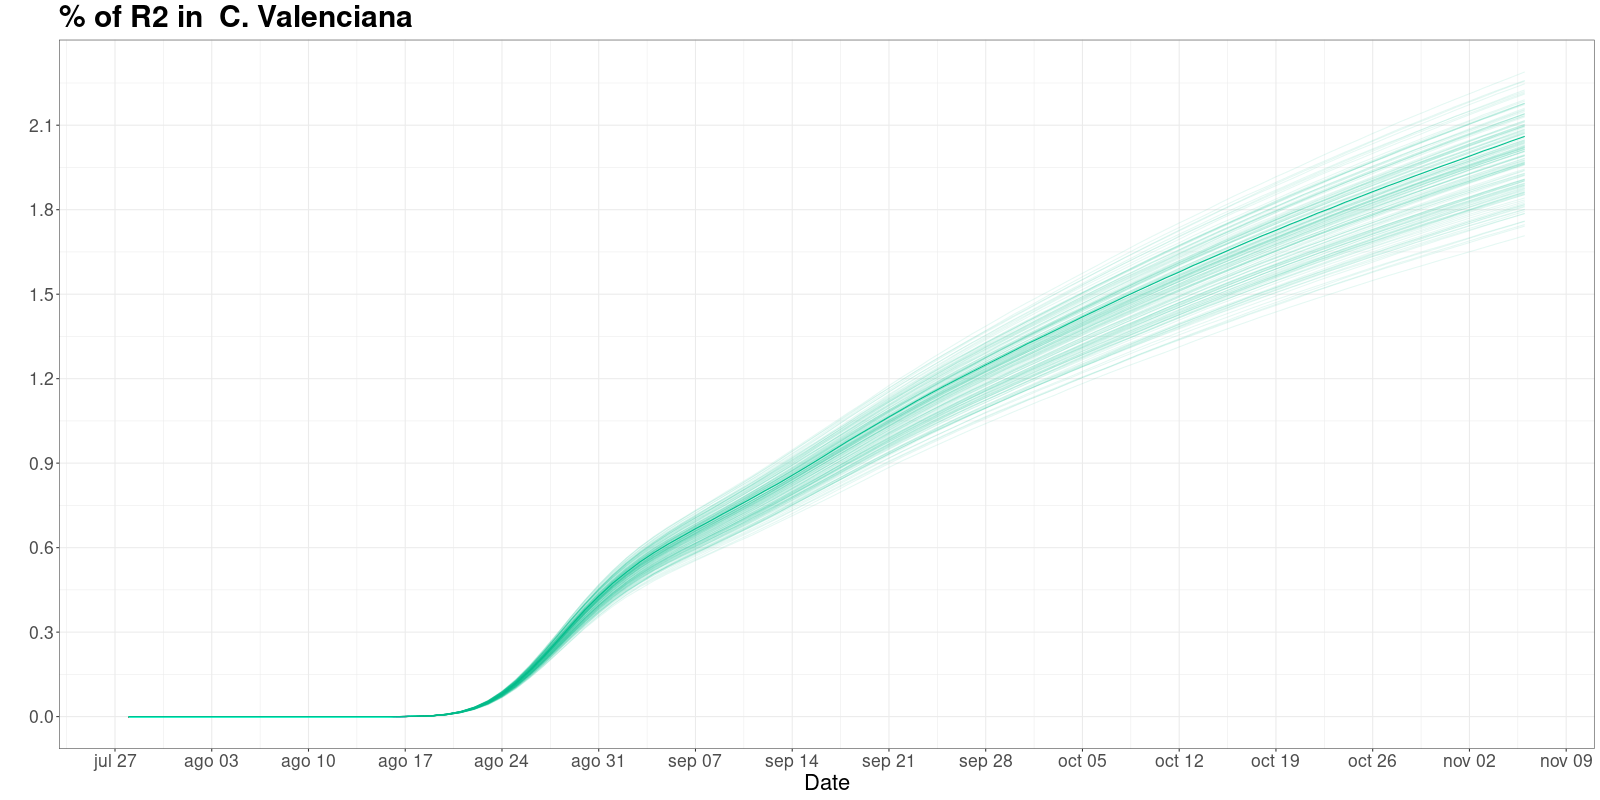 % of R2 in  C. Valenciana
2.1
1.8
1.5
1.2
0.9
0.6
0.3
0.0
jul 27 ago 03 ago 10 ago 17 ago 24 ago 31 sep 07 sep 14 sep 21 sep 28 oct 05 oct 12 oct 19 oct 26 nov 02 nov 09
Date